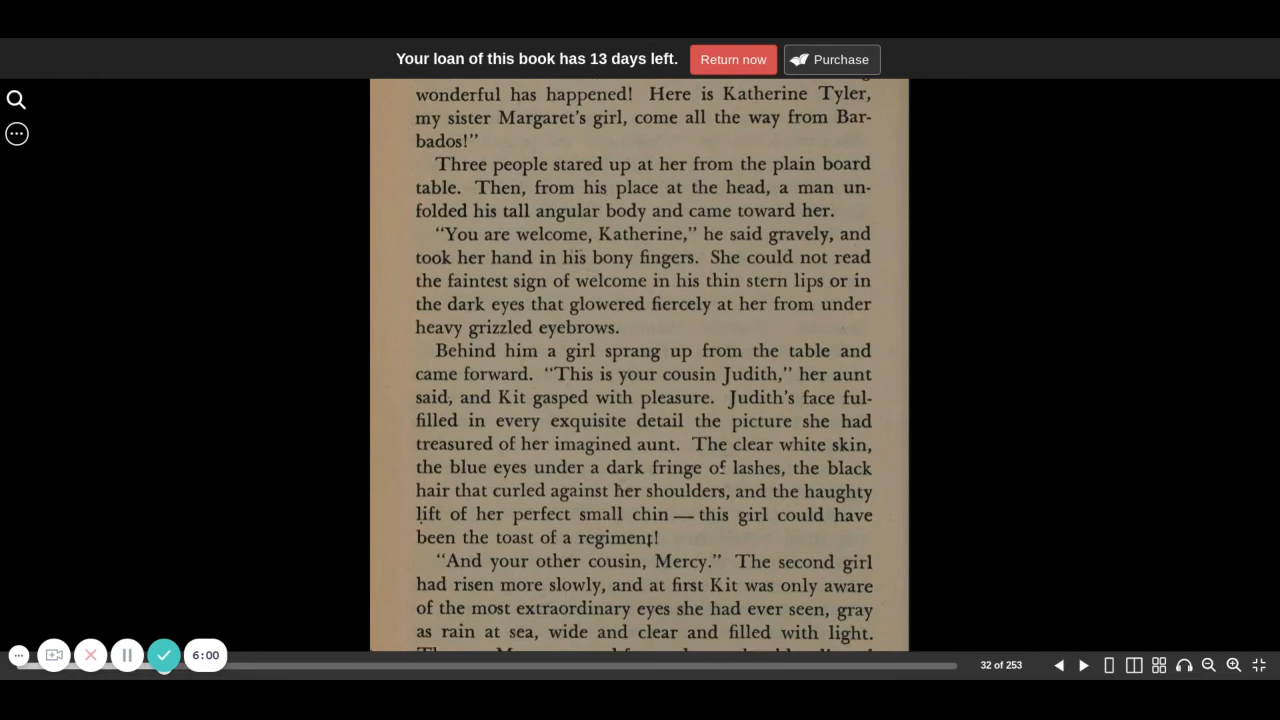 Your loan of this book has 13 days left.
Return now
Purchase
wonderful has happened! Here is Katherine Tyler,
my sister Margaret's girl, come all the way from Bar-
bados!”
Three people stared up at her from the plain board
table. Then, from his place at the head, a man un-
folded his tall angular body and came toward her.
“You are welcome, Katherine,” he said gravely, and
took her hand in his bony fingers. She could not read
the faintest sign of welcome in his thin stern lips or in
the dark eyes that glowered fiercely at her from under
heavy grizzled eyebrows.
Behind him a girl sprang up from the table and
came forward. “This is your cousin Judith,” her aunt
said, and Kit gasped with pleasure. Judith's face ful-
filled in every exquisite detail the picture she had
treasured of her imagined aunt. The clear white skin,
the blue eyes under a dark fringe of lashes, the black
hair that curled against her shoulders, and the haughty
lift of her perfect small chin — this girl could have
been the toast of a regiment!
“And your other cousin, Mercy.” The second girl
had risen more slowly, and at first Kit was only aware
of the most extraordinary eyes she had ever seen, gray
as rain at sea, wide and clear and filled with light.
6:00
32 of 253